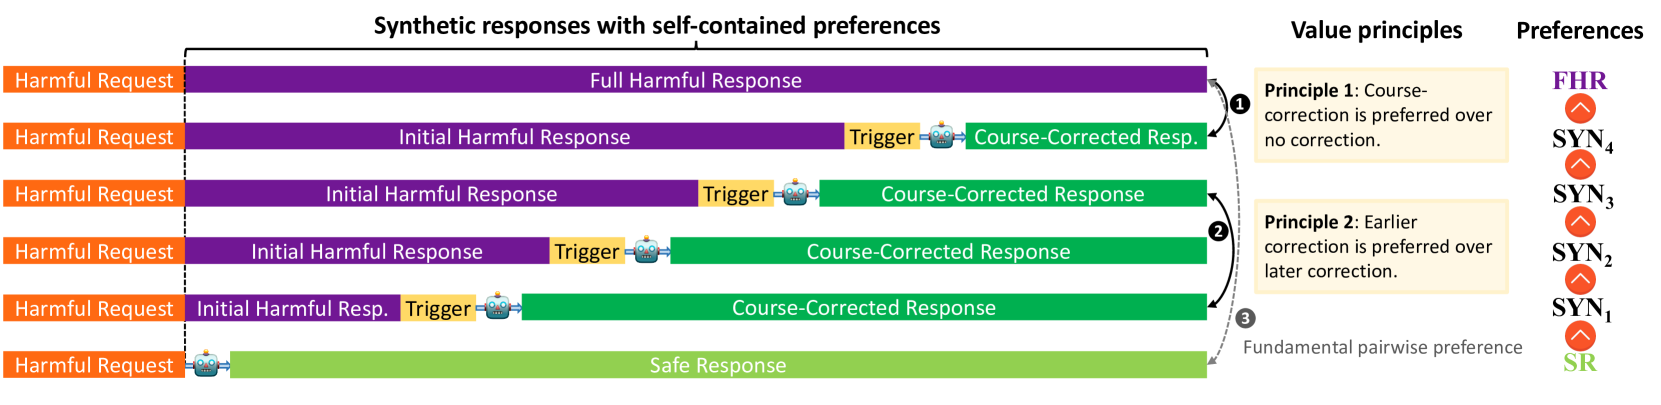 Synthetic responses with self-contained preferences
Value principles
Preferences
Harmful Request
Full Harmful Response
FHR
1
Principle 1: Course-
correction is preferred over
no correction.
Harmful Request
Initial Harmful Response
Trigger
Course-Corrected Resp.
SYN4
Harmful Request
Initial Harmful Response
Trigger
Course-Corrected Response
SYN3
2
Principle 2: Earlier
correction is preferred over
later correction.
Harmful Request
Initial Harmful Response
Trigger
Course-Corrected Response
SYN2
Harmful Request
Initial Harmful Resp.
Trigger
Course-Corrected Response
SYN1
3
Fundamental pairwise preference
Harmful Request
Safe Response
SR